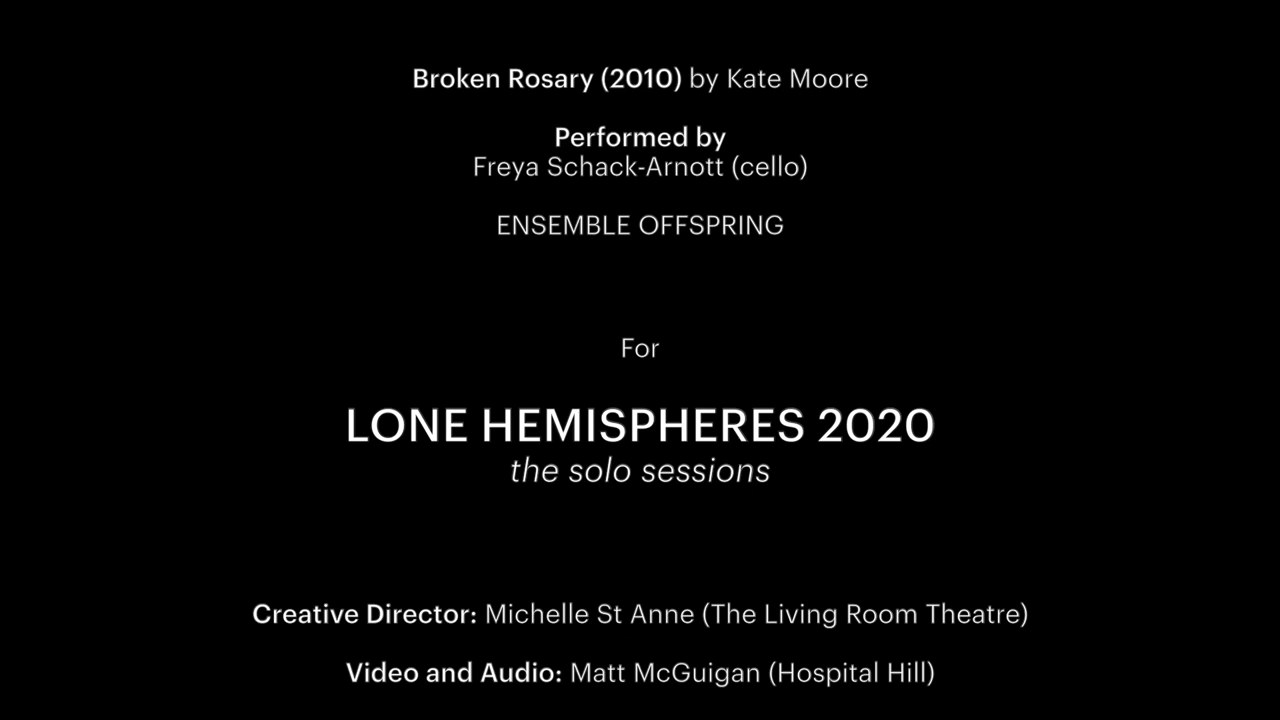 Broken Rosary (2010) by Kate Moore
Performed by
Freya Schack-Arnott (cello)
ENSEMBLE OFFSPRING
For
LONE HEMISPHERES 2020
the solo sessions
Creative Director: Michelle St Anne (The Living Room Theatre)
Video and Audio: Matt McGuigan (Hospital Hill)